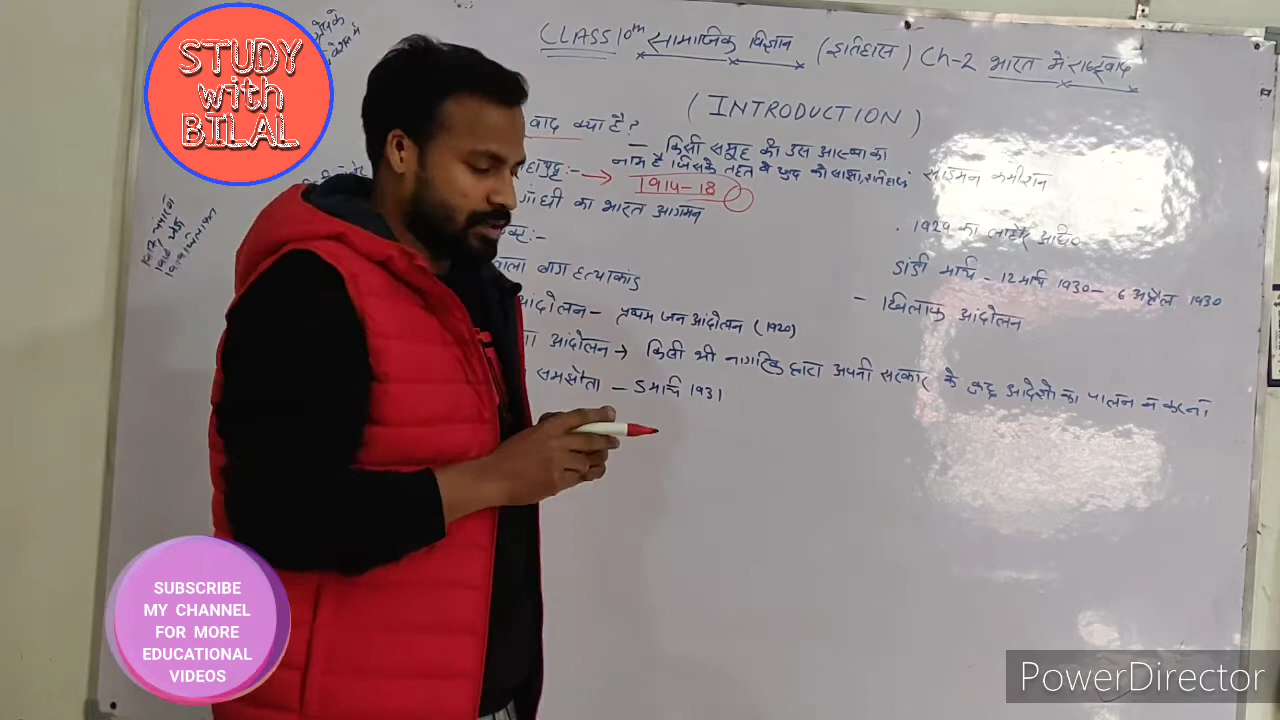 STUDY
with
BILAL
CLASS 10th सामाजिक विज्ञान (इतिहास) Ch-2 भारत में राष्ट्रवाद
(INTRODUCTION)
वाद क्या है?
— किसी समूह की उस आस्था का
नाम है जिसके तहत वे खुद को साझा, इतिहास
हायुद्ध:- → 1914-18
गांधी का भारत आगमन
वाला बाग हत्याकांड
आंदोलन - प्रथम जन आंदोलन (1920)
आंदोलन → किसी भी नागरिक द्वारा अपनी सरकार के कुछ आदेशो का पालन न करना
समझौता - 5 मार्च 1931
साइमन कमीशन
. 1929 का लाहौर अधि०
डांडी मार्च - 12 मार्च 1930 - 6 अप्रैल 1930
- खिलाफ आंदोलन
SUBSCRIBE
MY CHANNEL
FOR MORE
EDUCATIONAL
VIDEOS
PowerDirector